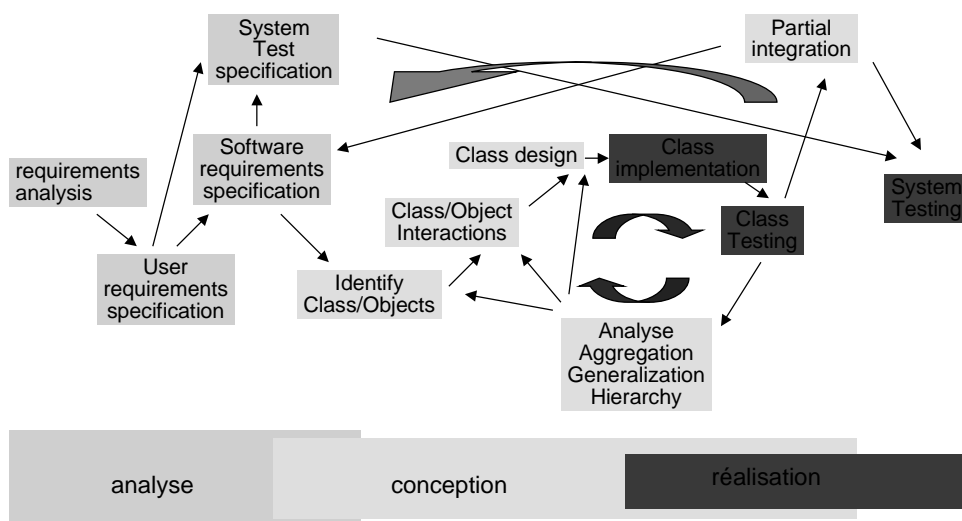 System
Test
specification
Partial
integration
Software
requirements
specification
Class design
Class
implementation
requirements
analysis
System
Testing
Class/Object
Interactions
Class
Testing
User
requirements
specification
Identify
Class/Objects
Analyse
Aggregation
Generalization
Hierarchy
analyse
conception
réalisation